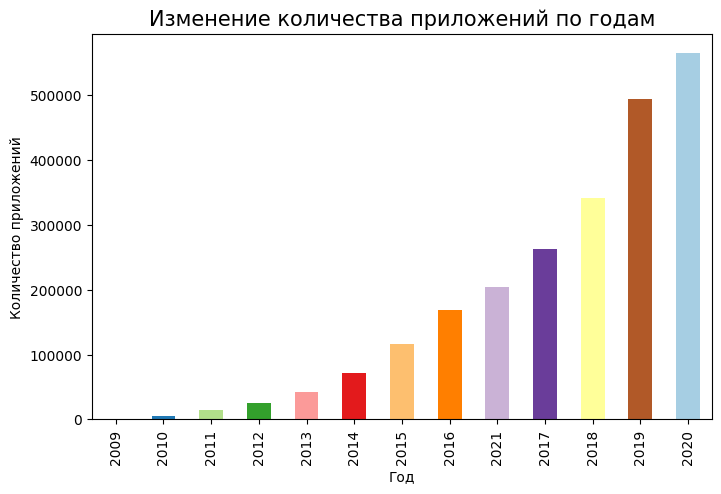 Изменение количества приложений по годам
Количество приложений
500000
400000
300000
200000
100000
0
2009 2010 2011 2012 2013 2014 2015 2016 2021 2017 2018 2019 2020
Год